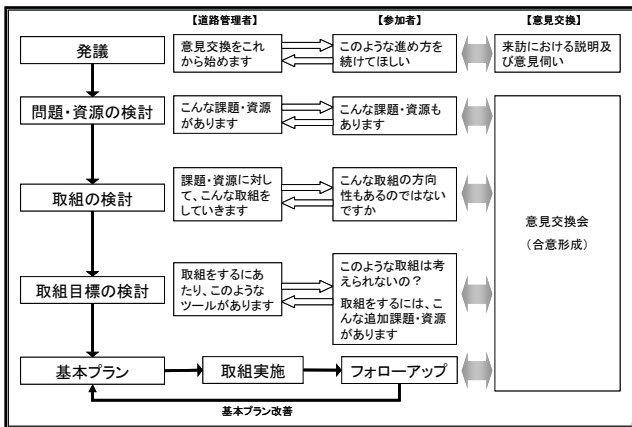 【道路管理者】
【参加者】
【意見交換】
発議
意見交換をこれ
から始めます
このような進め方を
続けてほしい
来訪における説明及
び意見伺い
問題・資源の検討
こんな課題・資源
があります
こんな課題・資源も
あります
取組の検討
課題・資源に対し
て、こんな取組を
していきます
こんな取組の方向
性もあるのではない
ですか
意見交換会
（合意形成）
取組目標の検討
取組をするにあ
たり、このような
ツールがあります
このような取組は考
えられないの？
取組をするには、こ
んな追加課題・資源
があります
基本プラン
取組実施
フォローアップ
基本プラン改善